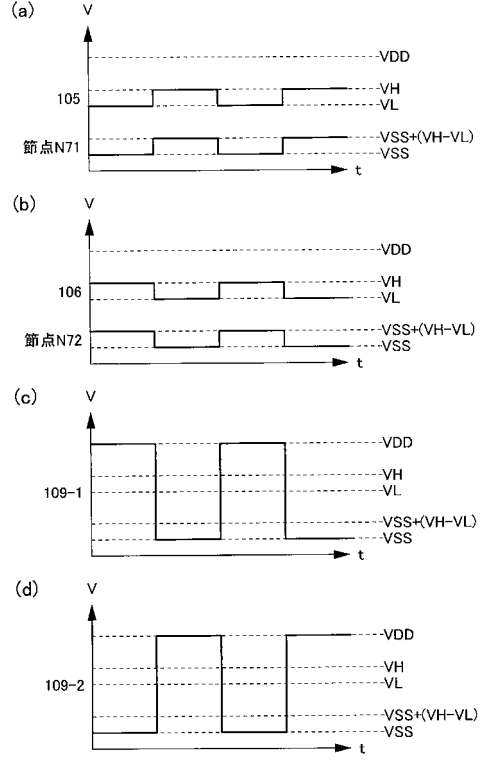 (a)
V
VDD
105
VH
VL
節点N71
VSS+(VH-VL)
VSS
t
(b)
V
VDD
106
VH
VL
節点N72
VSS+(VH-VL)
VSS
t
(c)
V
VDD
VH
109-1
VL
VSS+(VH-VL)
VSS
t
(d)
V
VDD
VH
109-2
VL
VSS+(VH-VL)
VSS
t